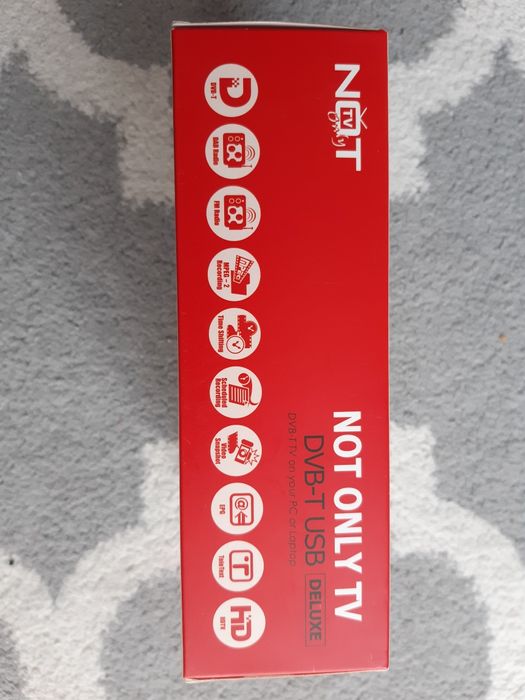 NOT
TV
only
NOT ONLY TV
DVB-T USB DELUXE
DVB T TV on your PC or Laptop
DVB-T
DAB Radio
FM Radio
MPEG - 2
Recording
Time Shifting
Scheduled
Recording
Video
Snapshot
EPG
TeleText
HD
HDTV